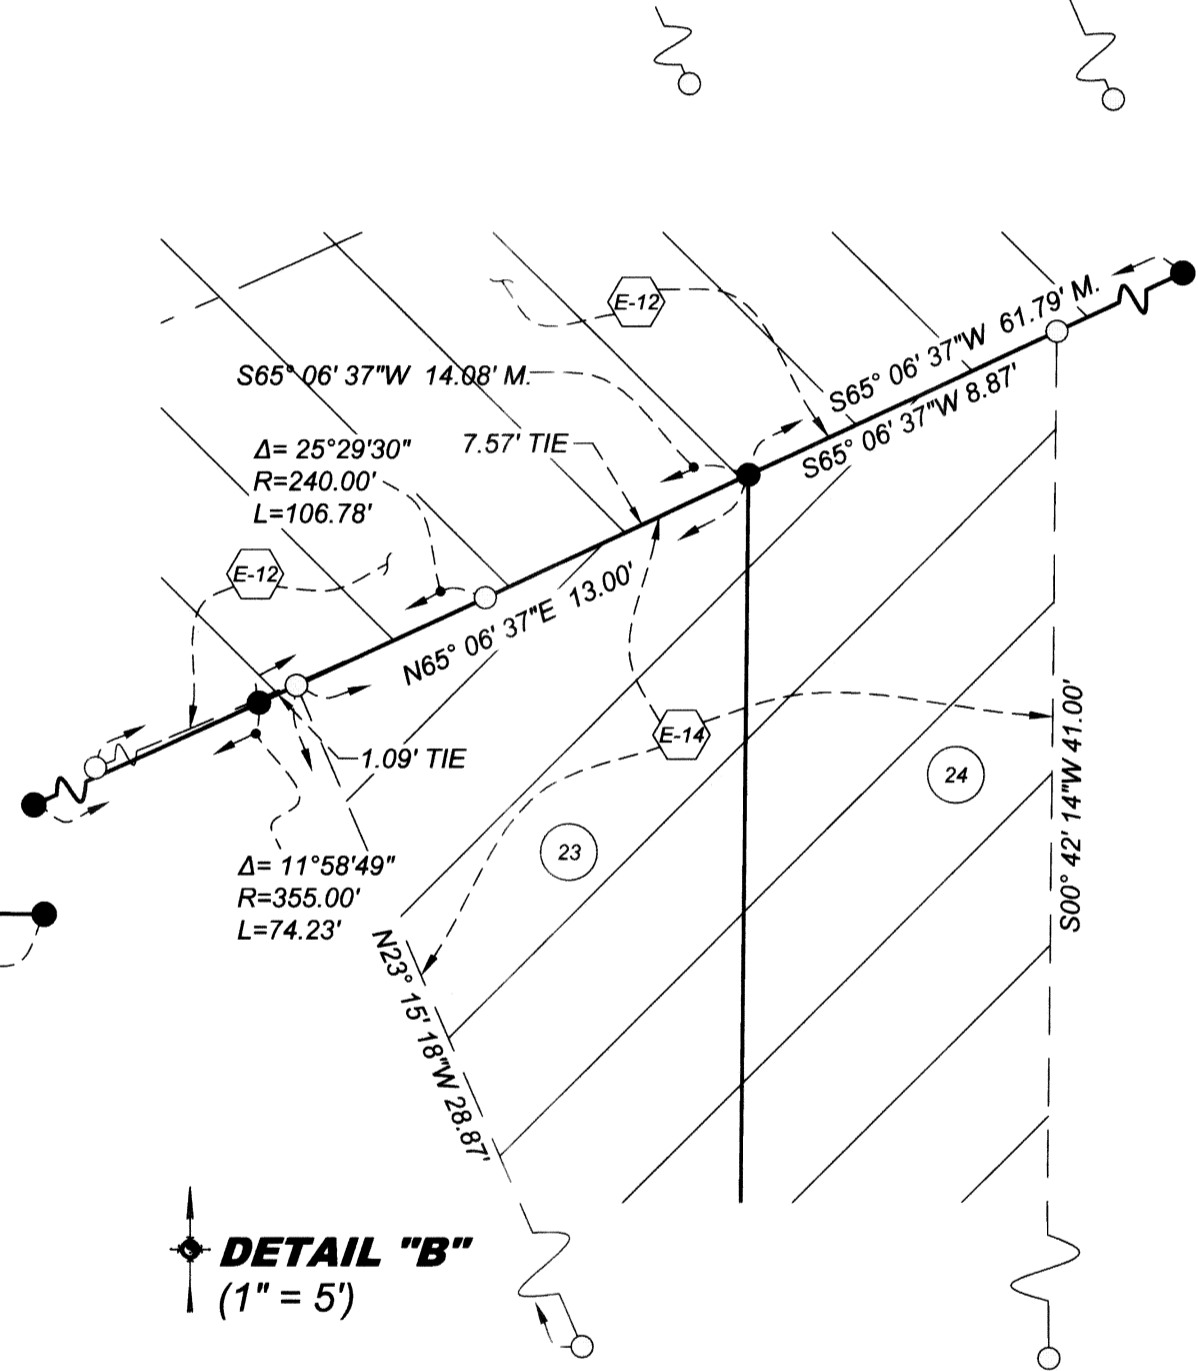 E-12
S65° 06' 37"W 61.79' M.
S65° 06' 37"W 14.08' M.
S65° 06' 37"W 8.87'
Δ= 25°29'30"
R=240.00'
L=106.78'
7.57' TIE
E-12
N65° 06' 37"E 13.00'
E-14
1.09' TIE
24
S00° 42' 14"W 41.00'
23
Δ= 11°58'49"
R=355.00'
L=74.23'
N23° 15' 18"W 28.87'
DETAIL "B"
(1" = 5')